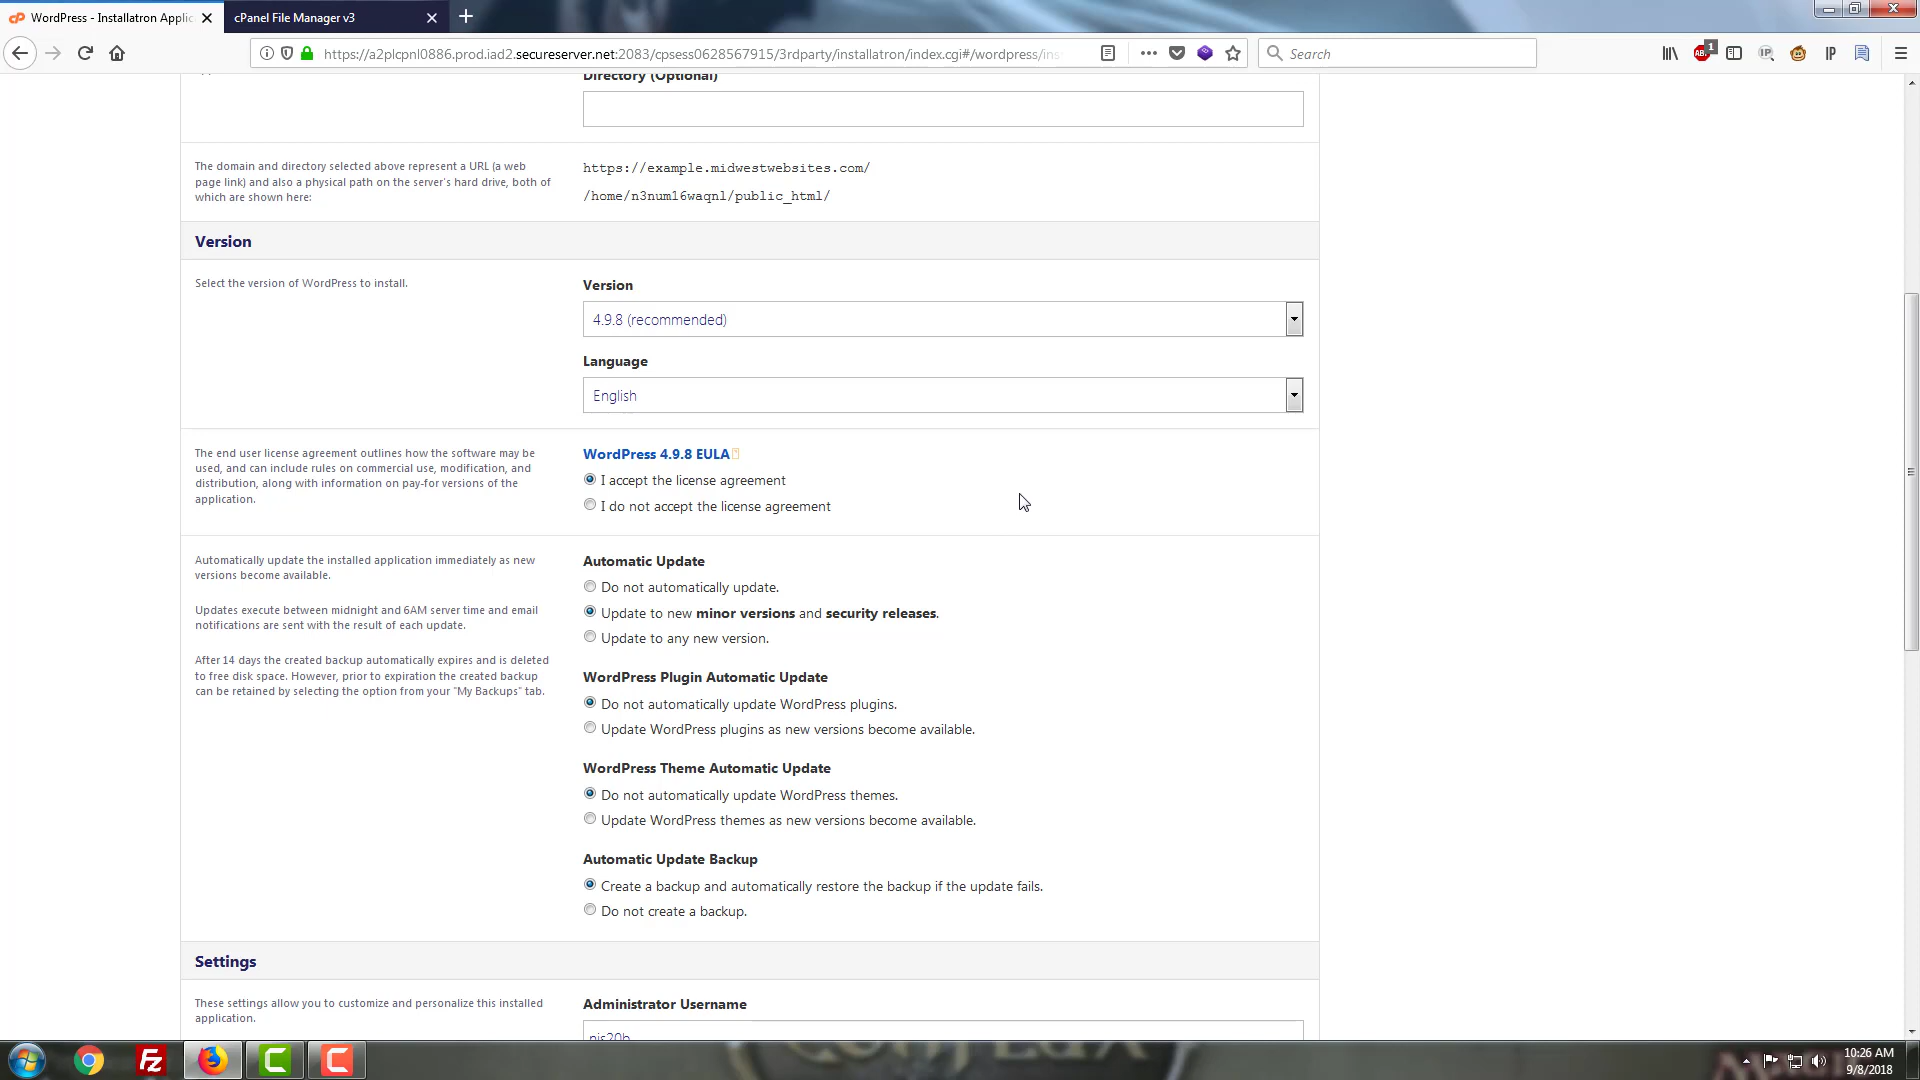 WordPress - Installatron Applic
cPanel File Manager v3
https://a2plcpnl0886.prod.iad2.secureserver.net:2083/cpsess0628567915/3rdparty/installatron/index.cgi#/wordpress/ins
Search
1
Directory (Optional)
The domain and directory selected above represent a URL (a web
page link) and also a physical path on the server's hard drive, both of
which are shown here:
https://example.midwestwebsites.com/
/home/n3num16waqnl/public_html/
Version
Select the version of WordPress to install.
Version
4.9.8 (recommended)
Language
English
The end user license agreement outlines how the software may be
used, and can include rules on commercial use, modification, and
distribution, along with information on pay-for versions of the
application.
WordPress 4.9.8 EULA
I accept the license agreement
I do not accept the license agreement
Automatically update the installed application immediately as new
versions become available.
Updates execute between midnight and 6AM server time and email
notifications are sent with the result of each update.
After 14 days the created backup automatically expires and is deleted
to free disk space. However, prior to expiration the created backup
can be retained by selecting the option from your "My Backups" tab.
Automatic Update
Do not automatically update.
Update to new minor versions and security releases.
Update to any new version.
WordPress Plugin Automatic Update
Do not automatically update WordPress plugins.
Update WordPress plugins as new versions become available.
WordPress Theme Automatic Update
Do not automatically update WordPress themes.
Update WordPress themes as new versions become available.
Automatic Update Backup
Create a backup and automatically restore the backup if the update fails.
Do not create a backup.
Settings
These settings allow you to customize and personalize this installed
application.
Administrator Username
10:26 AM
9/8/2018